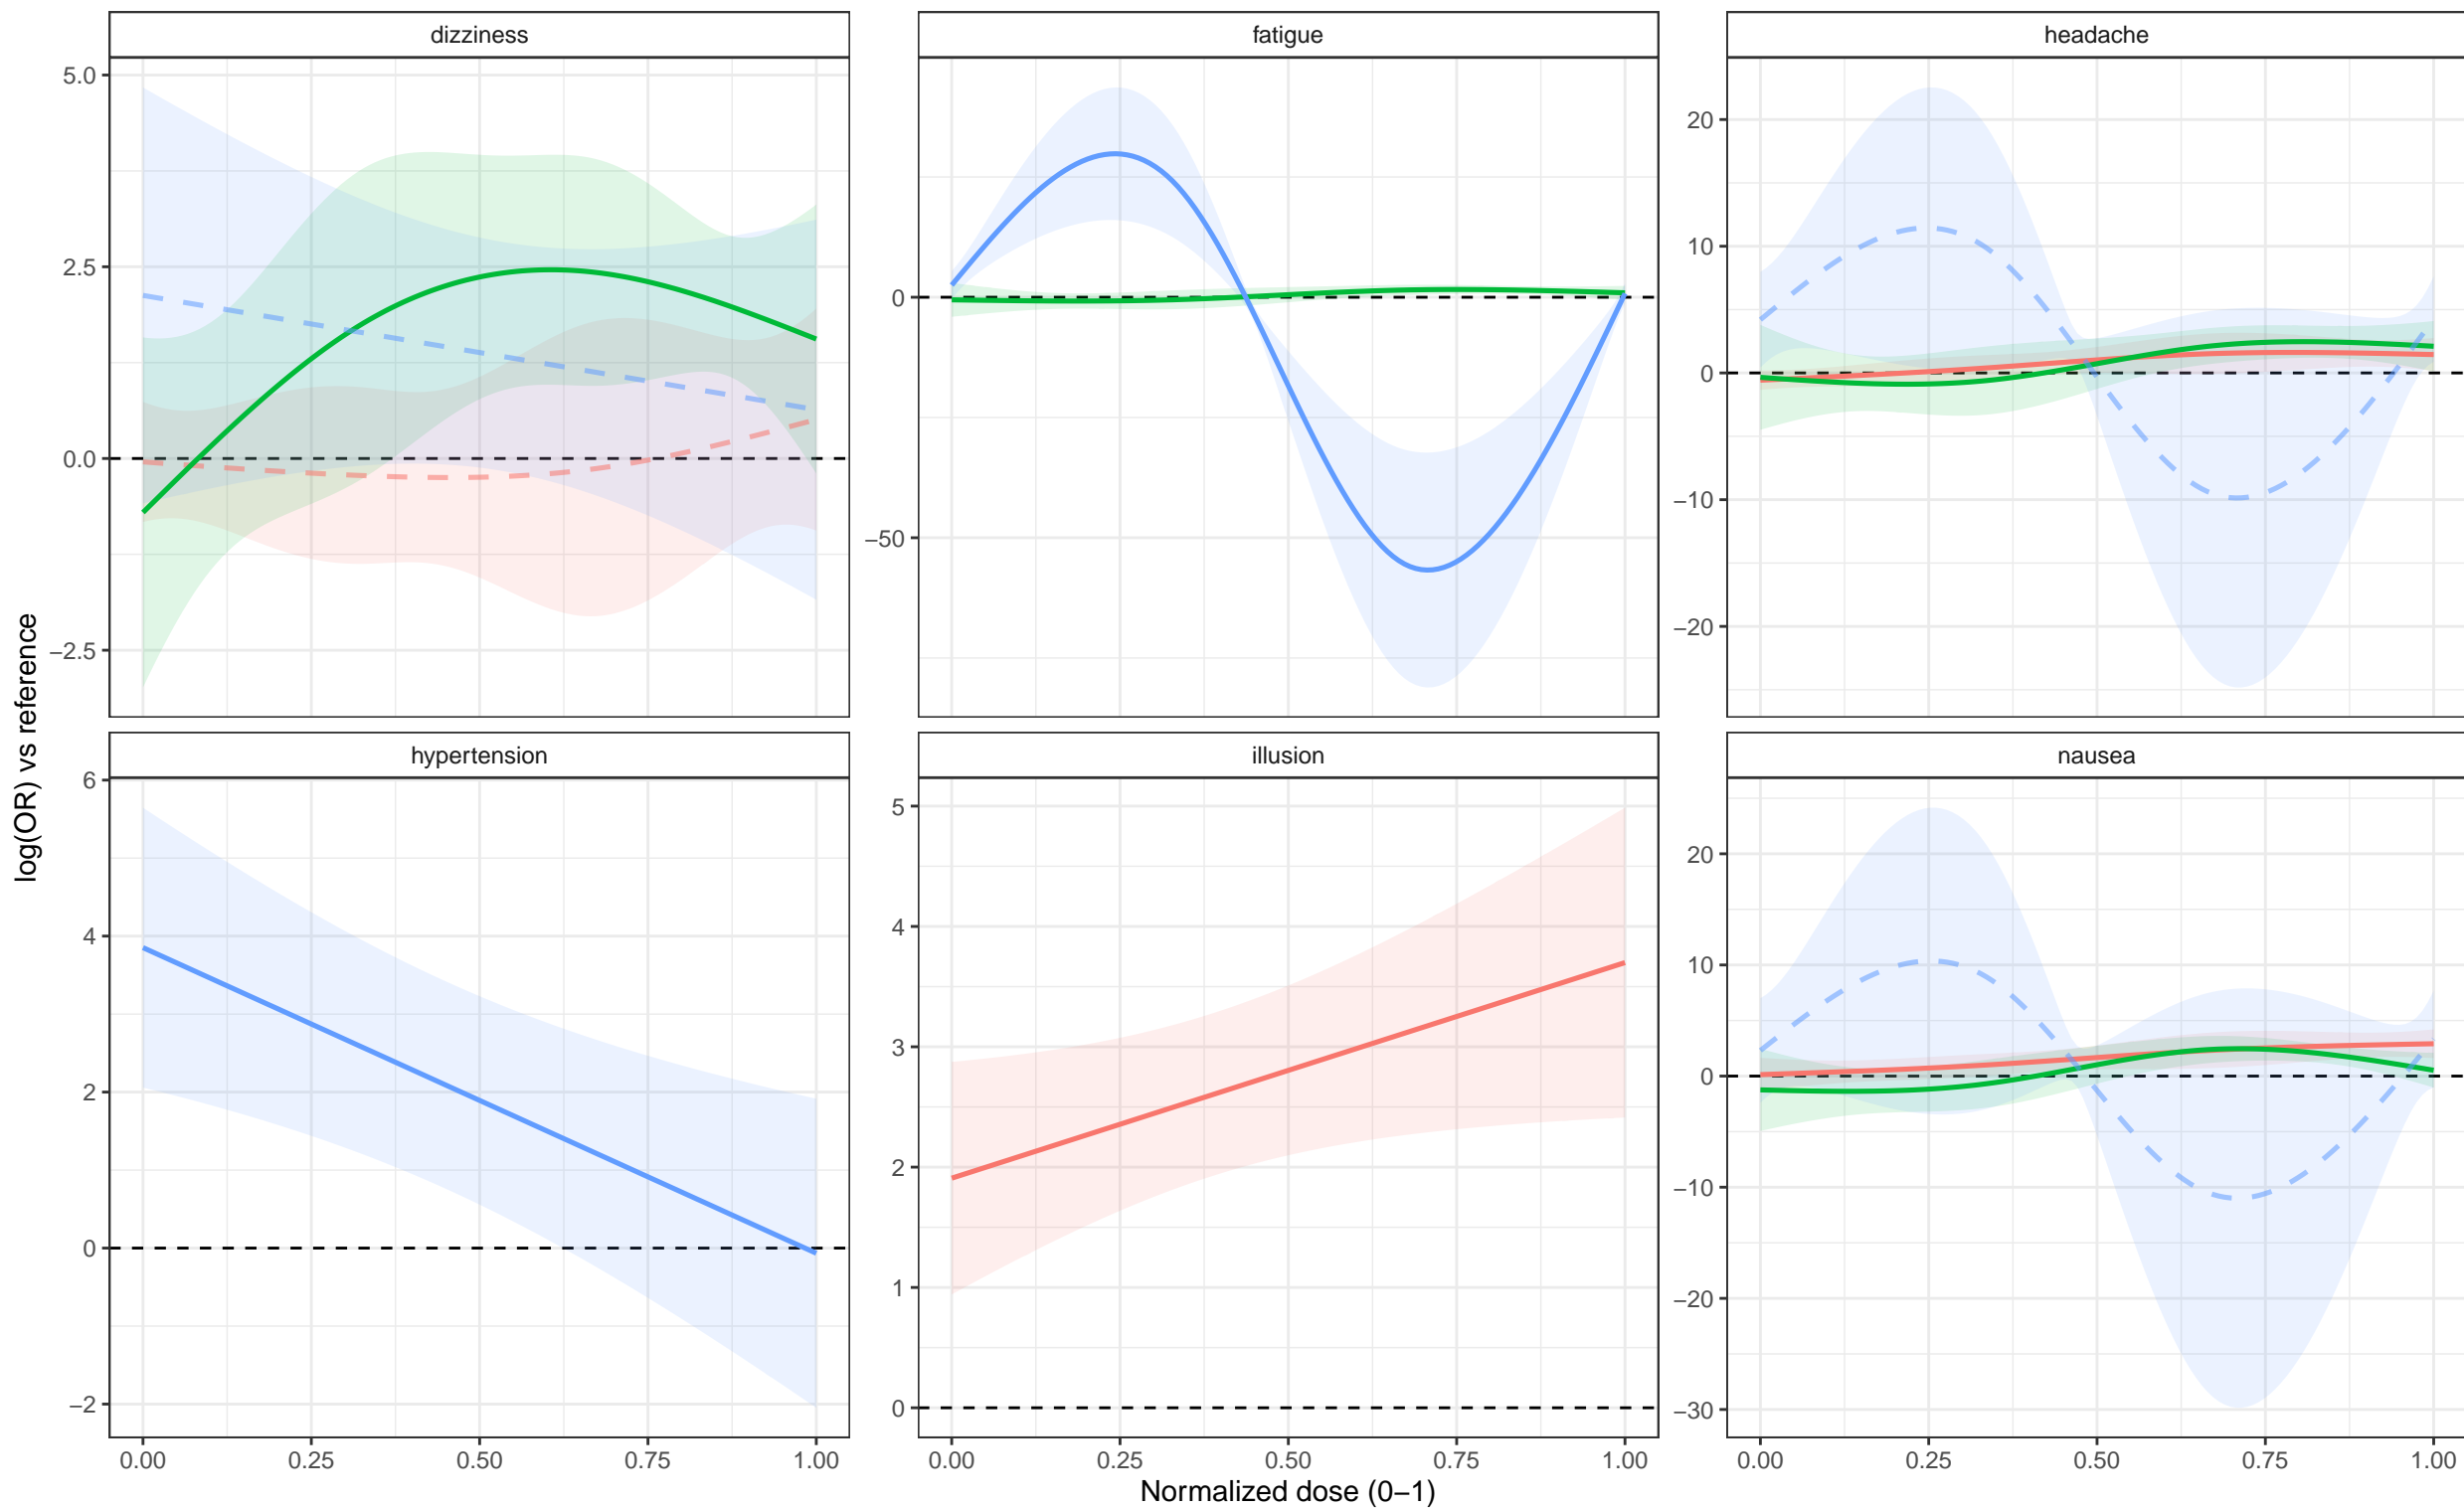 dizziness
fatigue
headache
5.0
2.5
0.0
−2.5
0
−50
20
10
0
−10
−20
log(OR) vs reference
hypertension
illusion
nausea
6
4
2
0
−2
5
4
3
2
1
0
20
10
0
−10
−20
−30
0.00 0.25 0.50 0.75 1.00
0.00 0.25 0.50 0.75 1.00
0.00 0.25 0.50 0.75 1.00
Normalized dose (0−1)